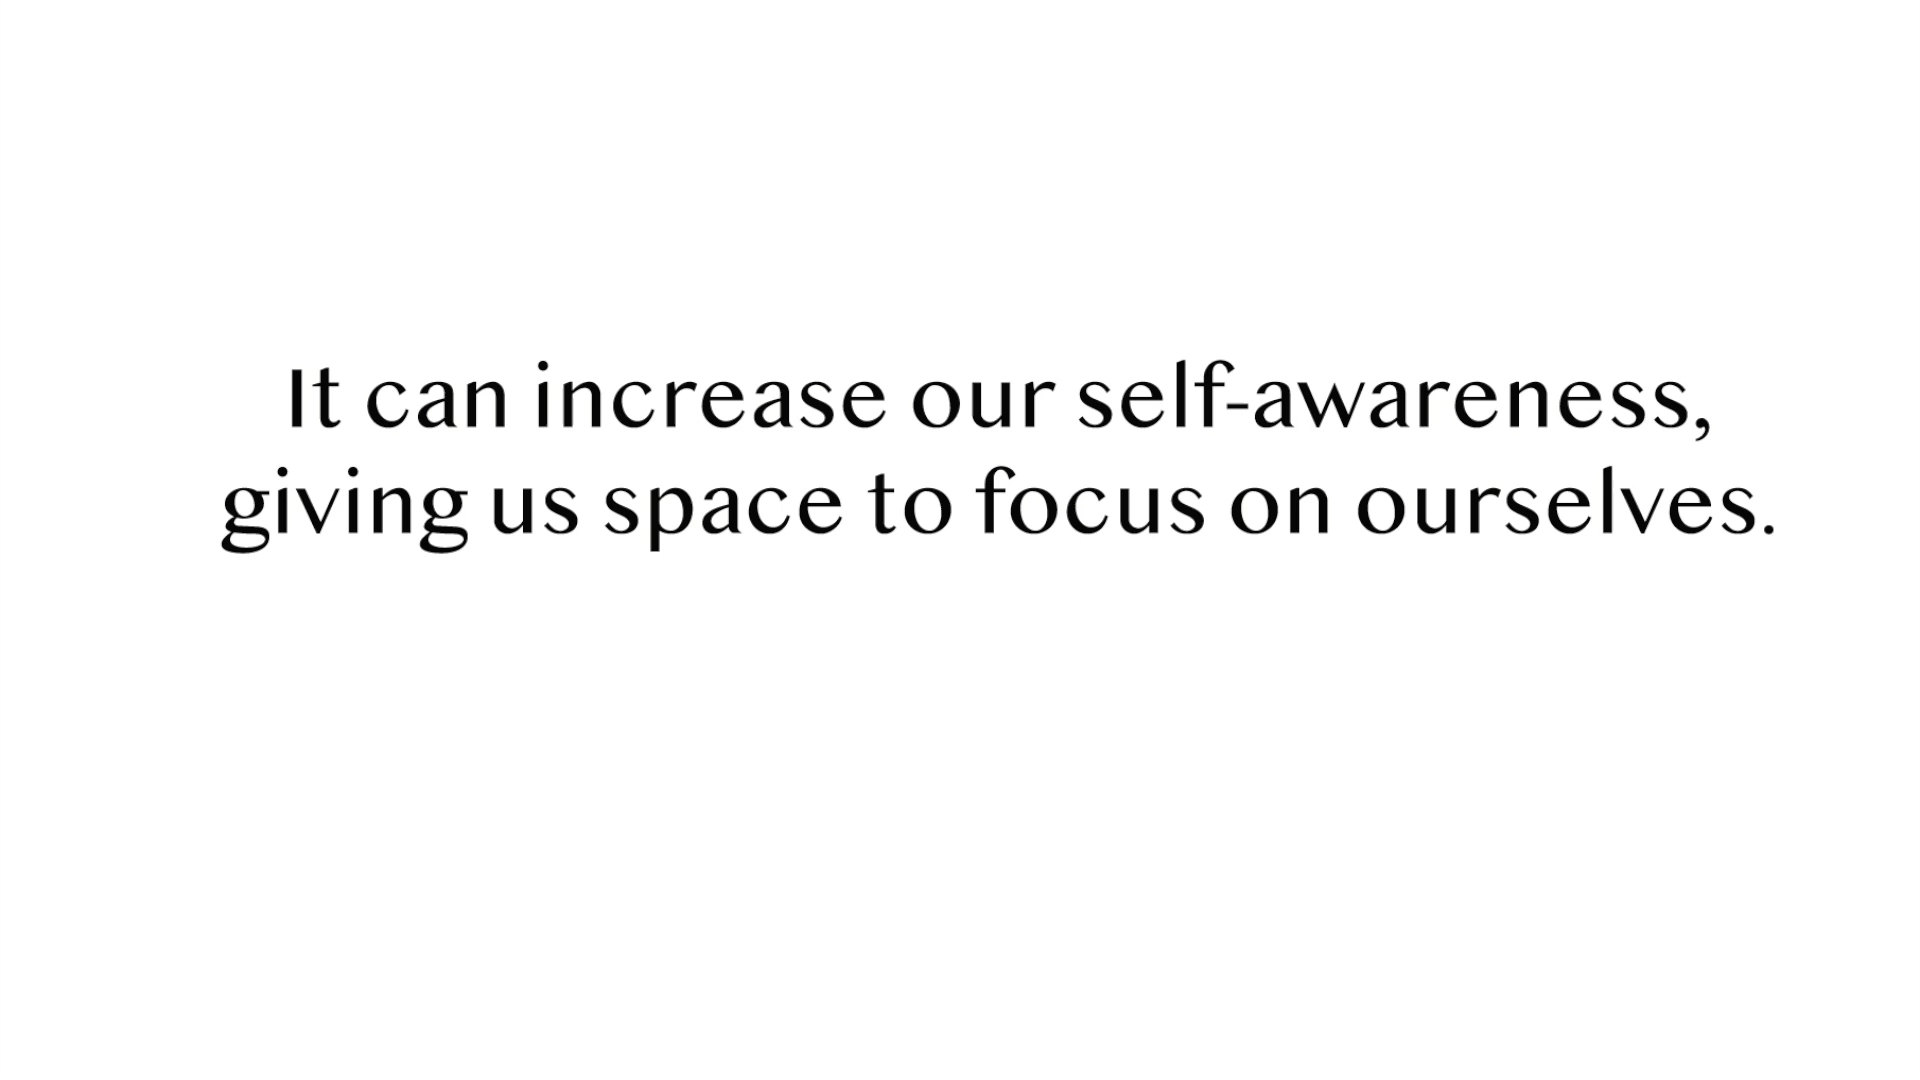 It can increase our self-awareness,
giving us space to focus on ourselves.